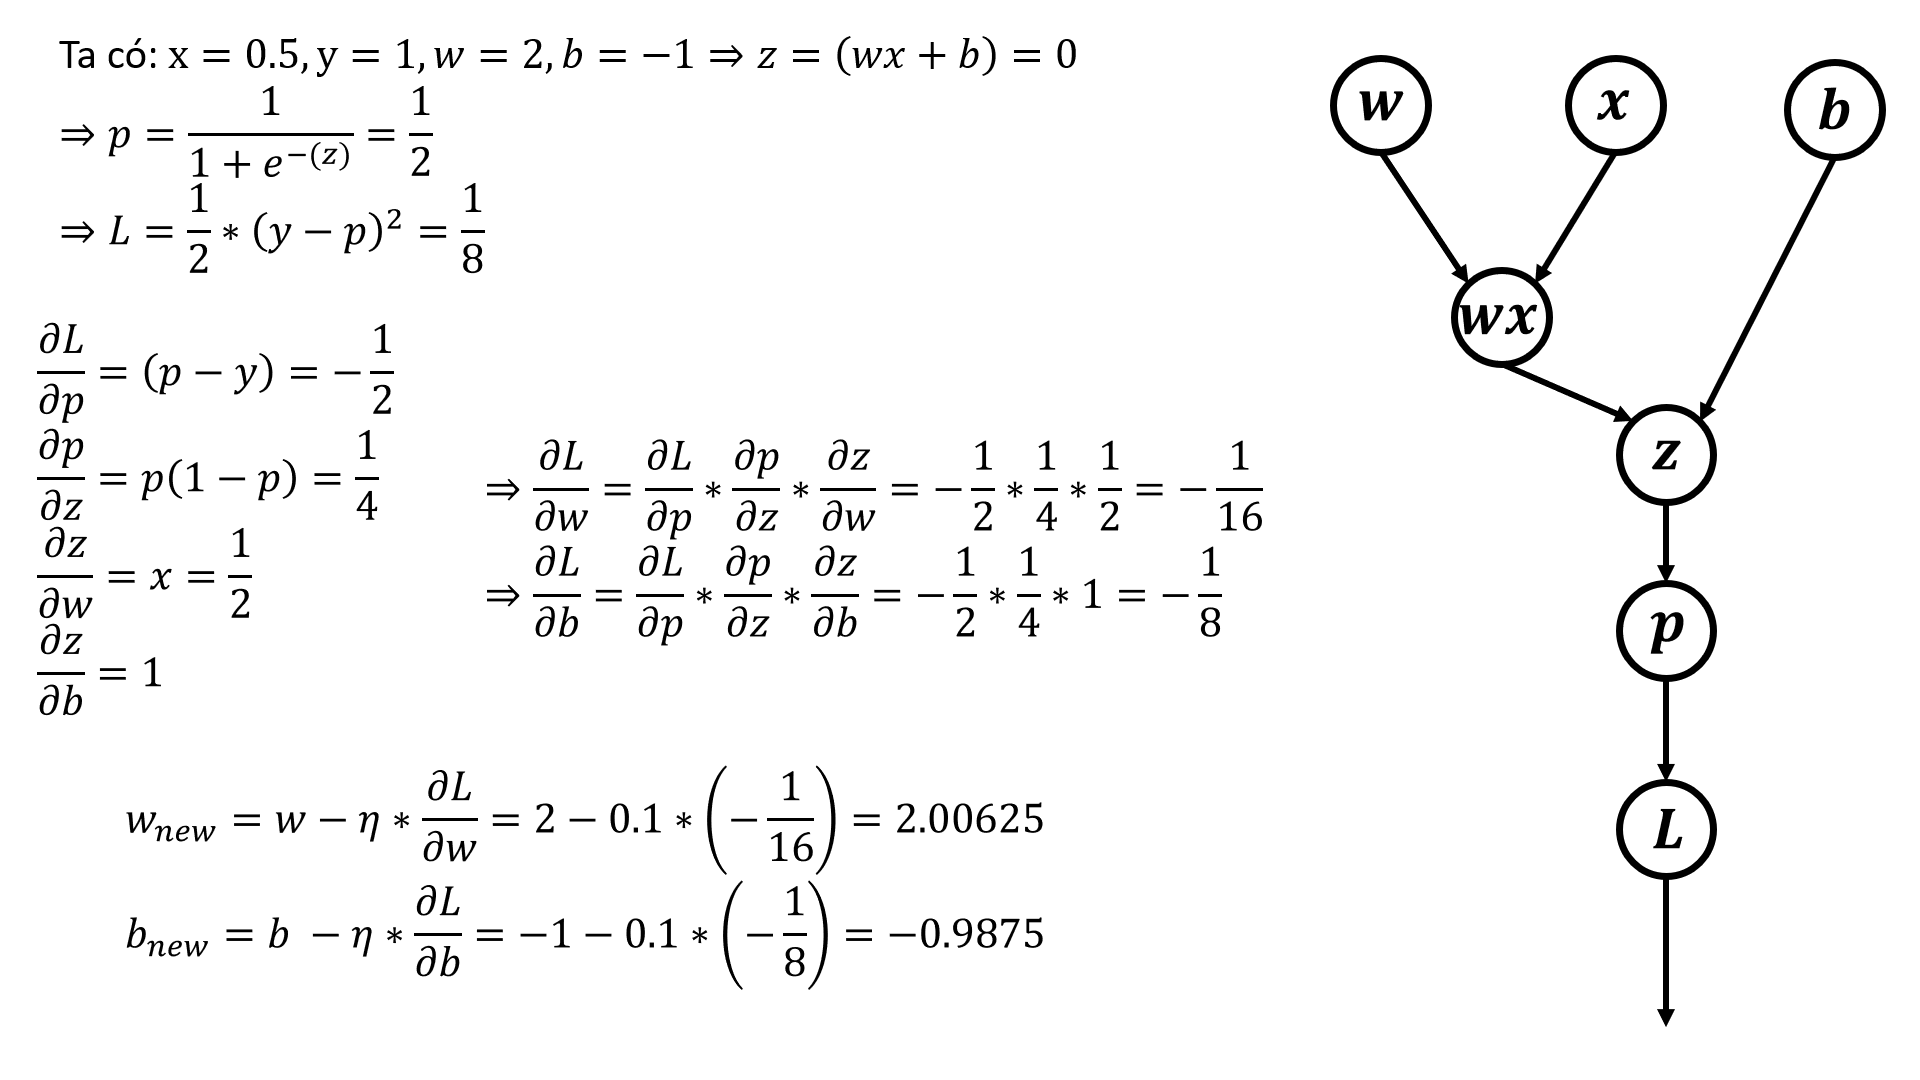 Ta có: x = 0.5, y = 1, w = 2, b = −1 ⇒ z = (wx + b) = 0
⇒ p = 1/(1 + e^(−(z))) = 1/2
⇒ L = 1/2 ∗ (y − p)² = 1/8
∂L/∂p = (p − y) = −1/2
∂p/∂z = p(1 − p) = 1/4
∂z/∂w = x = 1/2
∂z/∂b = 1
⇒ ∂L/∂w = ∂L/∂p ∗ ∂p/∂z ∗ ∂z/∂w = −1/2 ∗ 1/4 ∗ 1/2 = −1/16
⇒ ∂L/∂b = ∂L/∂p ∗ ∂p/∂z ∗ ∂z/∂b = −1/2 ∗ 1/4 ∗ 1 = −1/8
w_new = w − η ∗ ∂L/∂w = 2 − 0.1 ∗ (−1/16) = 2.00625
b_new = b − η ∗ ∂L/∂b = −1 − 0.1 ∗ (−1/8) = −0.9875
w
x
b
wx
z
p
L